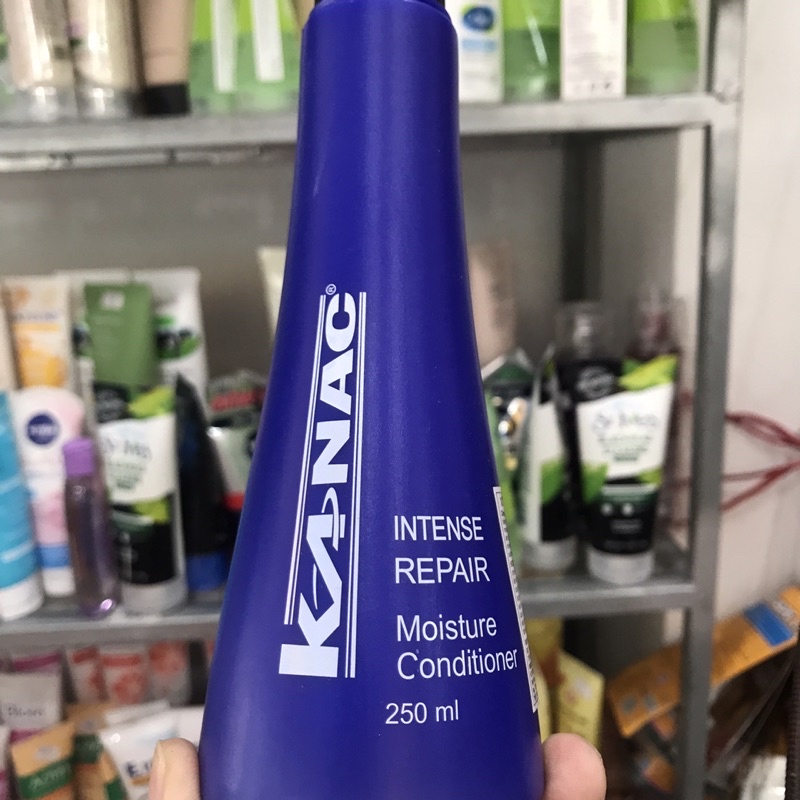 KANAC®
INTENSE
REPAIR
Moisture
Conditioner
250 ml